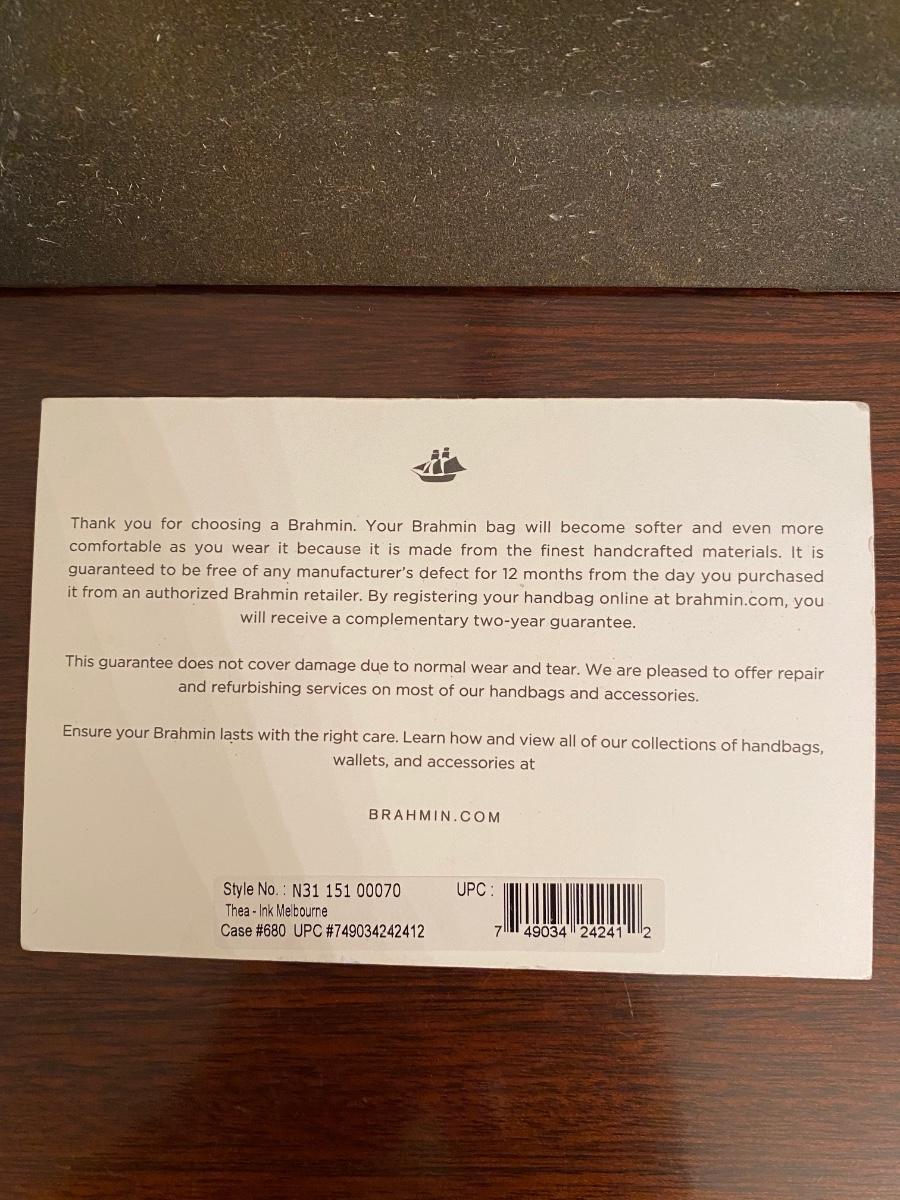 Thank you for choosing a Brahmin. Your Brahmin bag will become softer and even more
comfortable as you wear it because it is made from the finest handcrafted materials. It is
guaranteed to be free of any manufacturer's defect for 12 months from the day you purchased
it from an authorized Brahmin retailer. By registering your handbag online at brahmin.com, you
will receive a complementary two-year guarantee.
This guarantee does not cover damage due to normal wear and tear. We are pleased to offer repair
and refurbishing services on most of our handbags and accessories.
Ensure your Brahmin lasts with the right care. Learn how and view all of our collections of handbags,
wallets, and accessories at
BRAHMIN.COM
Style No. : N31 151 00070 UPC :
Thea - Ink Melbourne
Case #680 UPC #749034242412
7 49034 24241 2